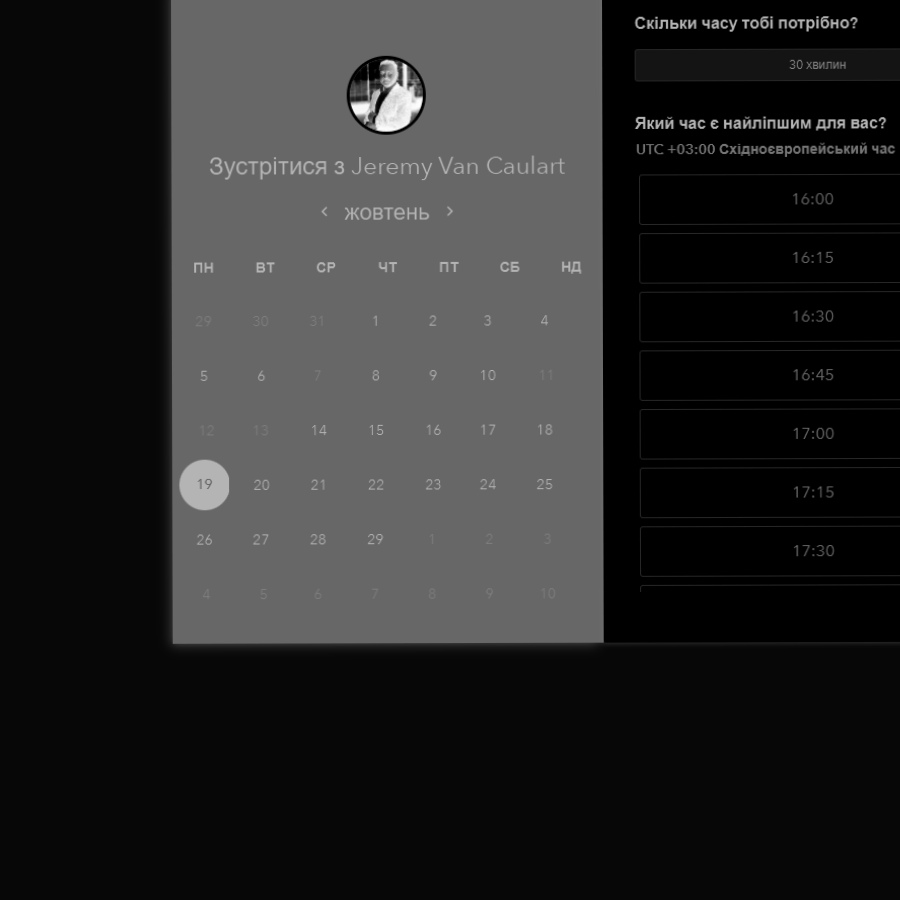 Зустрітися з Jeremy Van Caulart
‹ жовтень ›
ПН ВТ СР ЧТ ПТ СБ НД
29 30 31 1 2 3 4
5 6 7 8 9 10 11
12 13 14 15 16 17 18
19 20 21 22 23 24 25
26 27 28 29 1 2 3
4 5 6 7 8 9 10
Скільки часу тобі потрібно?
30 хвилин
Який час є найліпшим для вас?
UTC +03:00 Східноєвропейський час
16:00
16:15
16:30
16:45
17:00
17:15
17:30